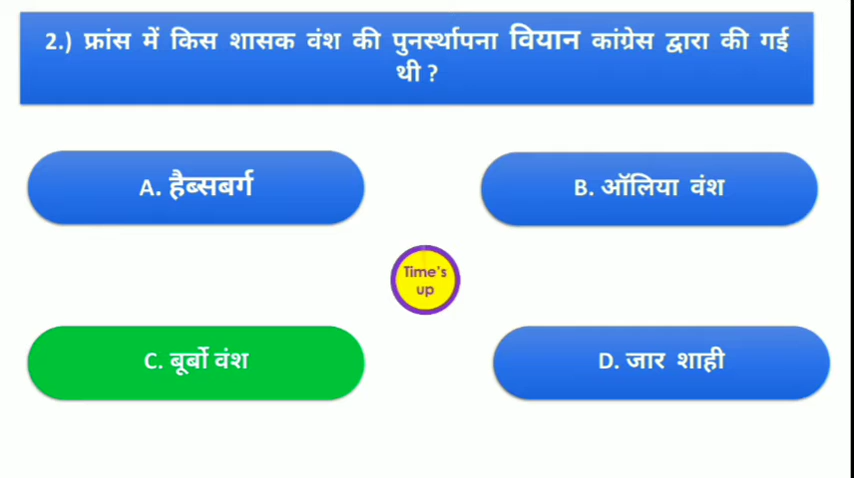 2.) फ्रांस में किस शासक वंश की पुनर्स्थापना वियान कांग्रेस द्वारा की गई
थी ?
A. हैब्सबर्ग
B. ऑलिया वंश
Time's
up
C. बूर्बो वंश
D. जार शाही